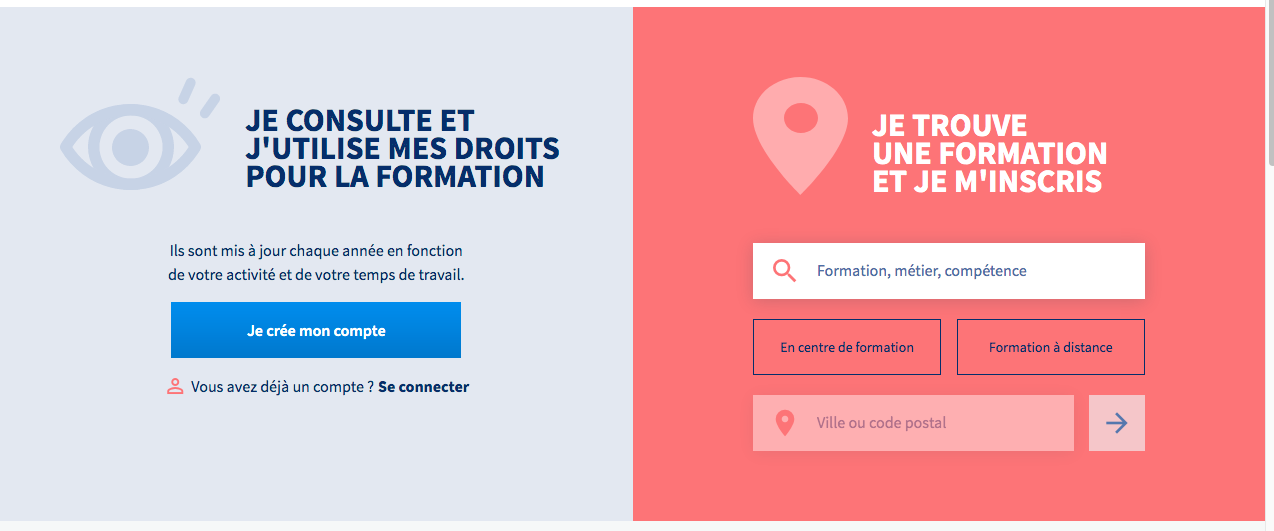 JE CONSULTE ET
J'UTILISE MES DROITS
POUR LA FORMATION
Ils sont mis à jour chaque année en fonction
de votre activité et de votre temps de travail.
Je crée mon compte
Vous avez déjà un compte ? Se connecter
JE TROUVE
UNE FORMATION
ET JE M'INSCRIS
Formation, métier, compétence
En centre de formation
Formation à distance
Ville ou code postal